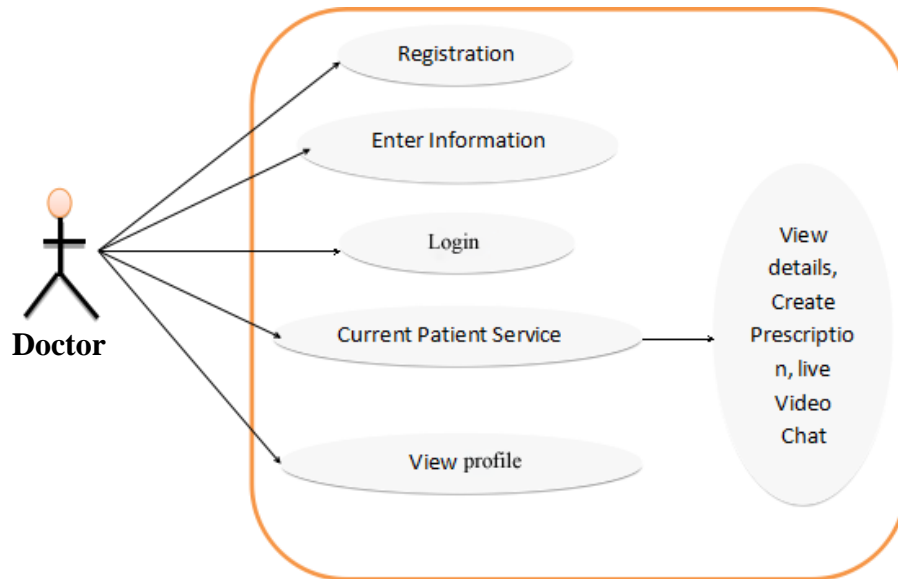 Registration
Enter Information
Login
Doctor
Current Patient Service
View profile
View
details,
Create
Prescriptio
n, live
Video
Chat